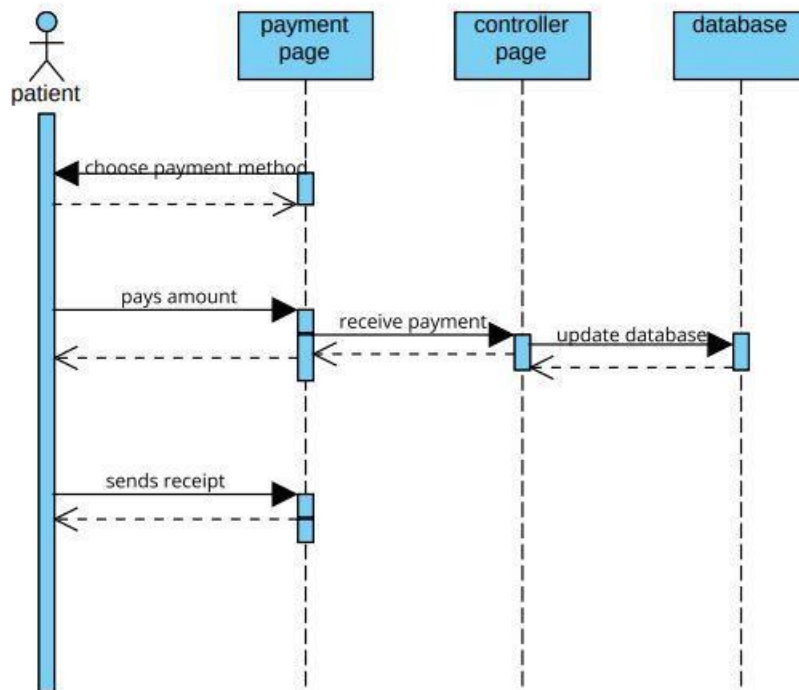 payment
page
controller
page
database
patient
choose payment method
pays amount
receive payment
update database
sends receipt